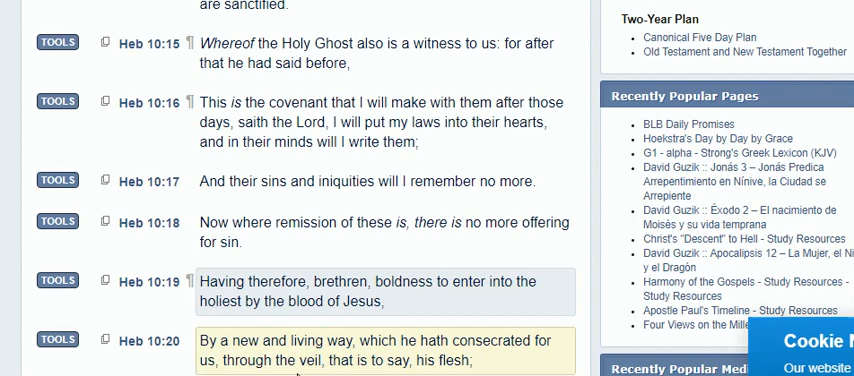 are sanctified.
TOOLS Heb 10:15 ¶ Whereof the Holy Ghost also is a witness to us: for after
that he had said before,
TOOLS Heb 10:16 ¶ This is the covenant that I will make with them after those
days, saith the Lord, I will put my laws into their hearts,
and in their minds will I write them;
TOOLS Heb 10:17 And their sins and iniquities will I remember no more.
TOOLS Heb 10:18 Now where remission of these is, there is no more offering
for sin.
TOOLS Heb 10:19 ¶ Having therefore, brethren, boldness to enter into the
holiest by the blood of Jesus,
TOOLS Heb 10:20 By a new and living way, which he hath consecrated for
us, through the veil, that is to say, his flesh;
Two-Year Plan
Canonical Five Day Plan
Old Testament and New Testament Together
Recently Popular Pages
BLB Daily Promises
Hoekstra's Day by Day by Grace
G1 - alpha - Strong's Greek Lexicon (KJV)
David Guzik :: Jonás 3 – Jonás Predica
Arrepentimiento en Nínive, la Ciudad se
Arrepiente
David Guzik :: Éxodo 2 – El nacimiento de
Moisés y su vida temprana
Christ's "Descent" to Hell - Study Resources
David Guzik :: Apocalipsis 12 – La Mujer, el Ni
y el Dragón
Harmony of the Gospels - Study Resources -
Study Resources
Apostle Paul's Timeline - Study Resources
Four Views on the Mille
Recently Popular Med
Cookie
Our website